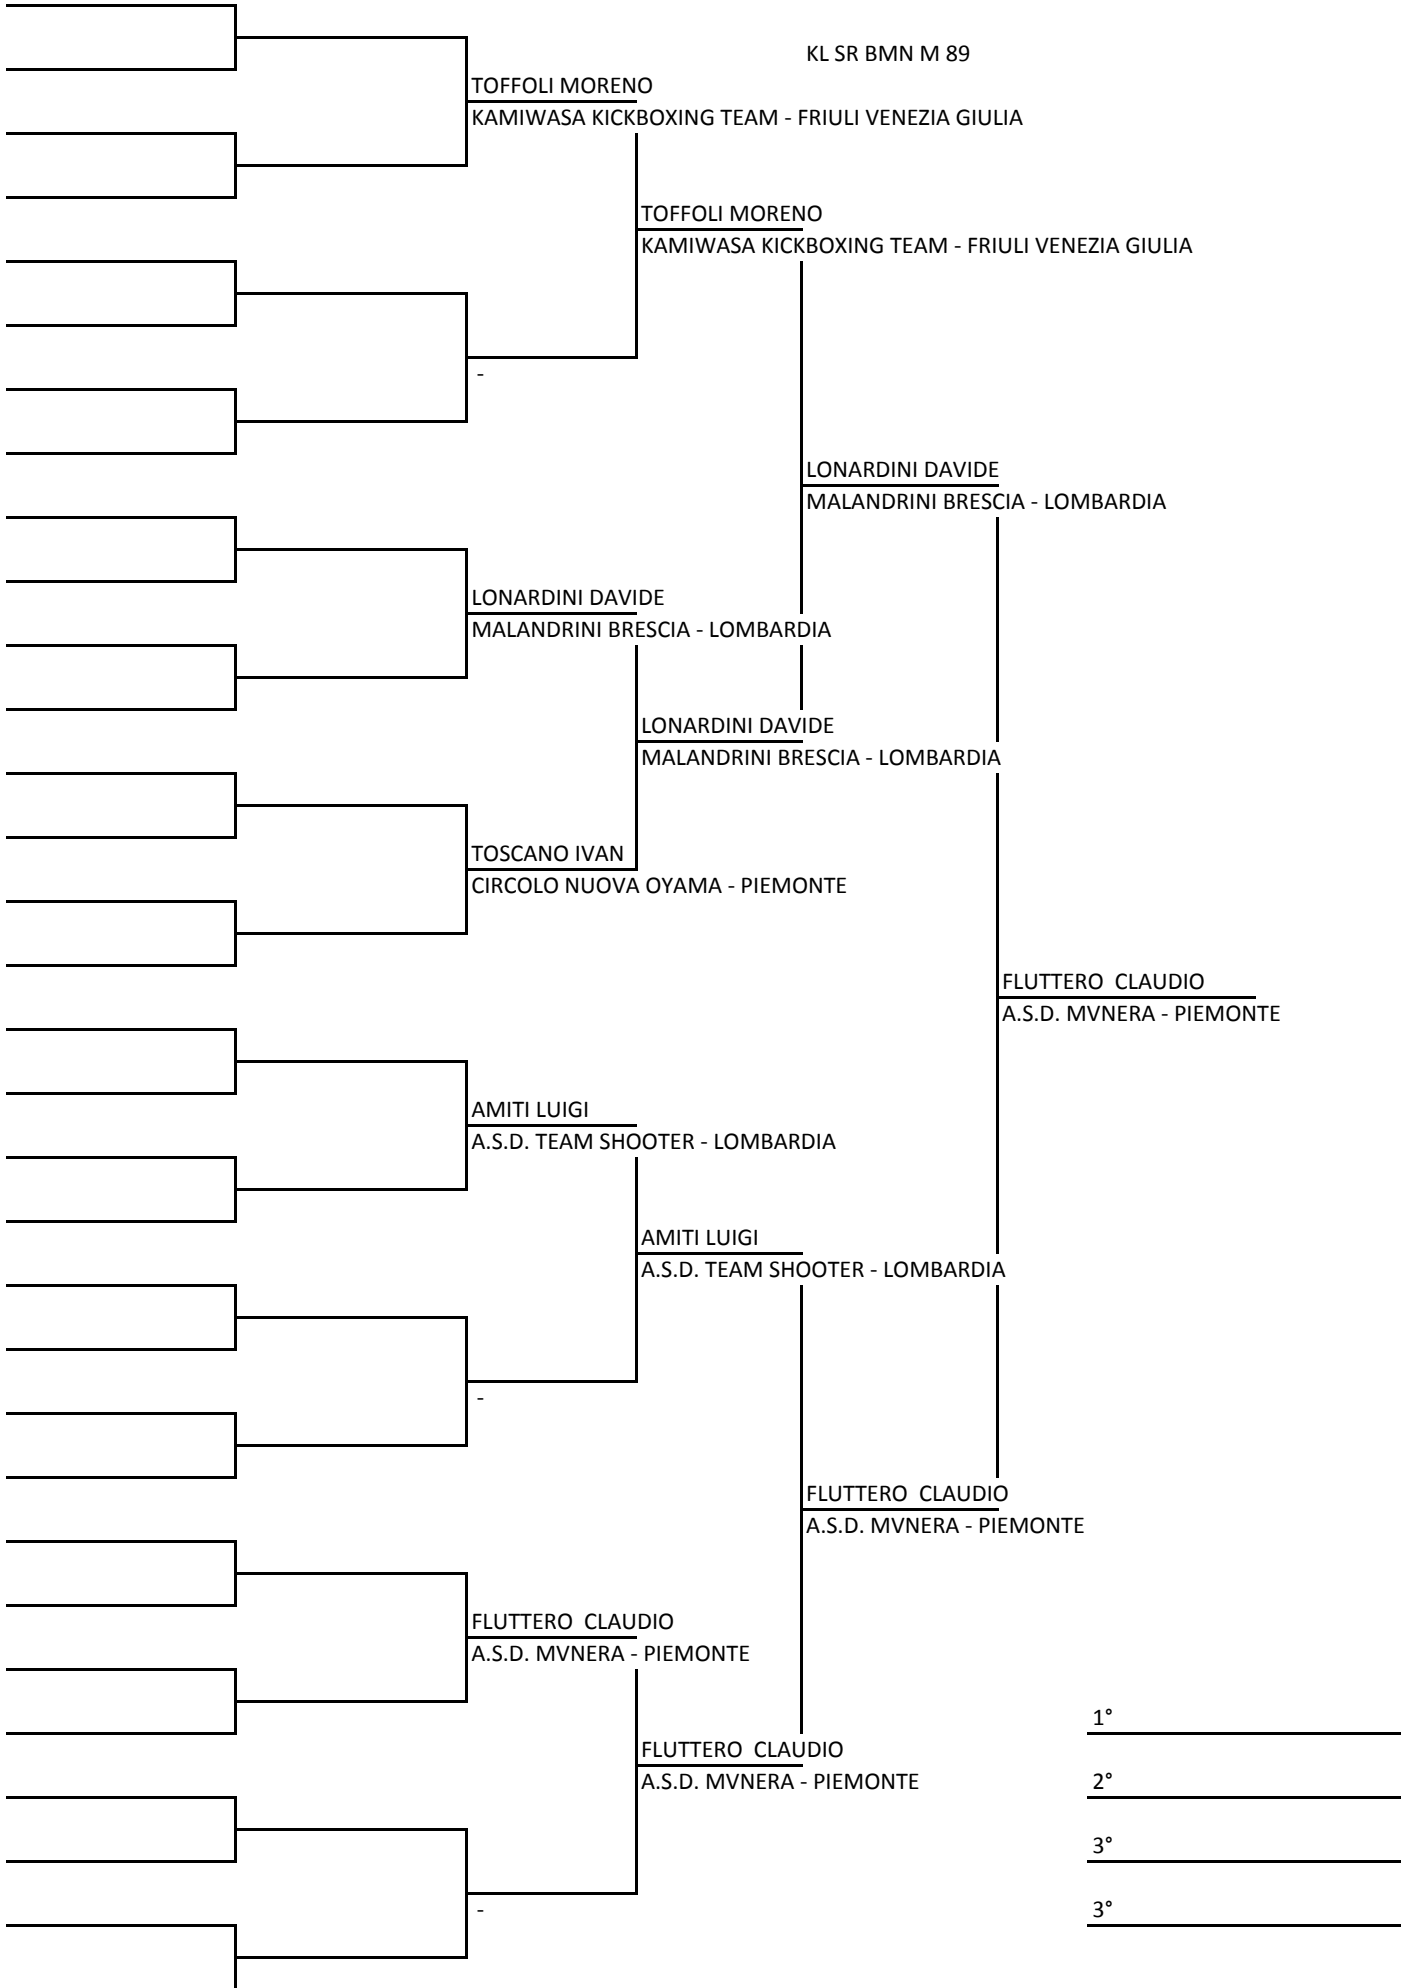 KL SR BMN M 89
TOFFOLI MORENO
KAMIWASA KICKBOXING TEAM - FRIULI VENEZIA GIULIA
TOFFOLI MORENO
KAMIWASA KICKBOXING TEAM - FRIULI VENEZIA GIULIA
-
LONARDINI DAVIDE
MALANDRINI BRESCIA - LOMBARDIA
LONARDINI DAVIDE
MALANDRINI BRESCIA - LOMBARDIA
LONARDINI DAVIDE
MALANDRINI BRESCIA - LOMBARDIA
TOSCANO IVAN
CIRCOLO NUOVA OYAMA - PIEMONTE
FLUTTERO  CLAUDIO
A.S.D. MVNERA - PIEMONTE
AMITI LUIGI
A.S.D. TEAM SHOOTER - LOMBARDIA
AMITI LUIGI
A.S.D. TEAM SHOOTER - LOMBARDIA
-
FLUTTERO  CLAUDIO
A.S.D. MVNERA - PIEMONTE
FLUTTERO  CLAUDIO
A.S.D. MVNERA - PIEMONTE
1°
FLUTTERO  CLAUDIO
A.S.D. MVNERA - PIEMONTE
2°
3°
-
3°